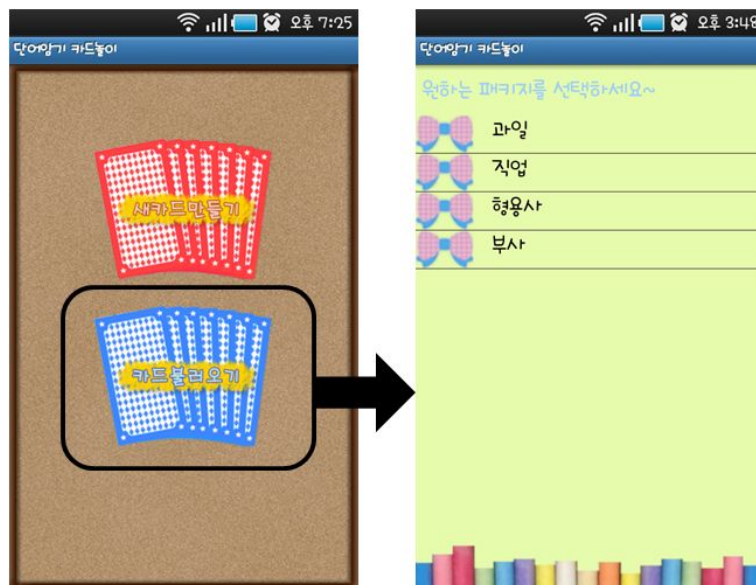 오후 7:25
단어암기 카드놀이
새카드만들기
카드불러오기
오후 3:48
단어암기 카드놀이
원하는 패키지를 선택하세요~
과일
직업
형용사
부사